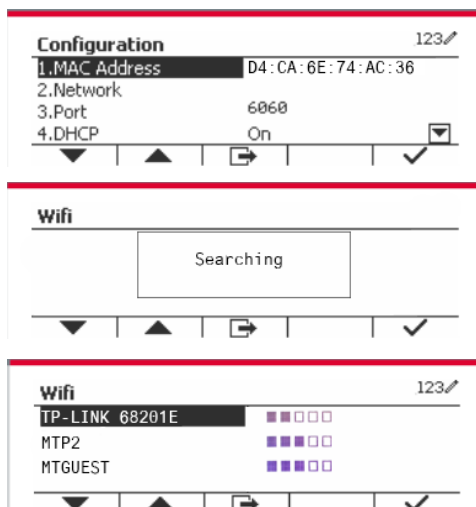 Configuration 123
1.MAC Address D4:CA:6E:74:AC:36
2.Network
3.Port 6060
4.DHCP On
Wifi
Searching
Wifi 123
TP-LINK 68201E
MTP2
MTGUEST